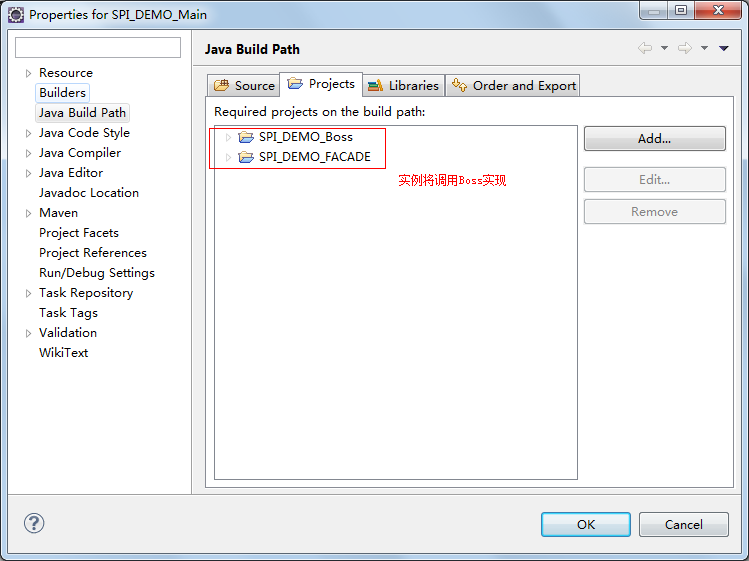 Properties for SPI_DEMO_Main
Resource
Builders
Java Build Path
Java Code Style
Java Compiler
Java Editor
Javadoc Location
Maven
Project Facets
Project References
Run/Debug Settings
Task Repository
Task Tags
Validation
WikiText
Java Build Path
Source
Projects
Libraries
Order and Export
Required projects on the build path:
SPI_DEMO_Boss
SPI_DEMO_FACADE
实例将调用Boss实现
Add...
Edit...
Remove
?
OK
Cancel